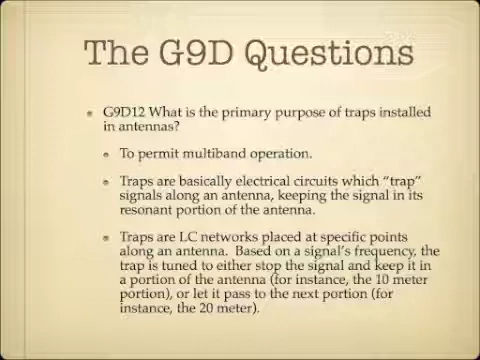 The G9D Questions
G9D12 What is the primary purpose of traps installed
in antennas?
To permit multiband operation.
Traps are basically electrical circuits which “trap”
signals along an antenna, keeping the signal in its
resonant portion of the antenna.
Traps are LC networks placed at specific points
along an antenna. Based on a signal's frequency, the
trap is tuned to either stop the signal and keep it in
a portion of the antenna (for instance, the 10 meter
portion), or let it pass to the next portion (for
instance, the 20 meter).